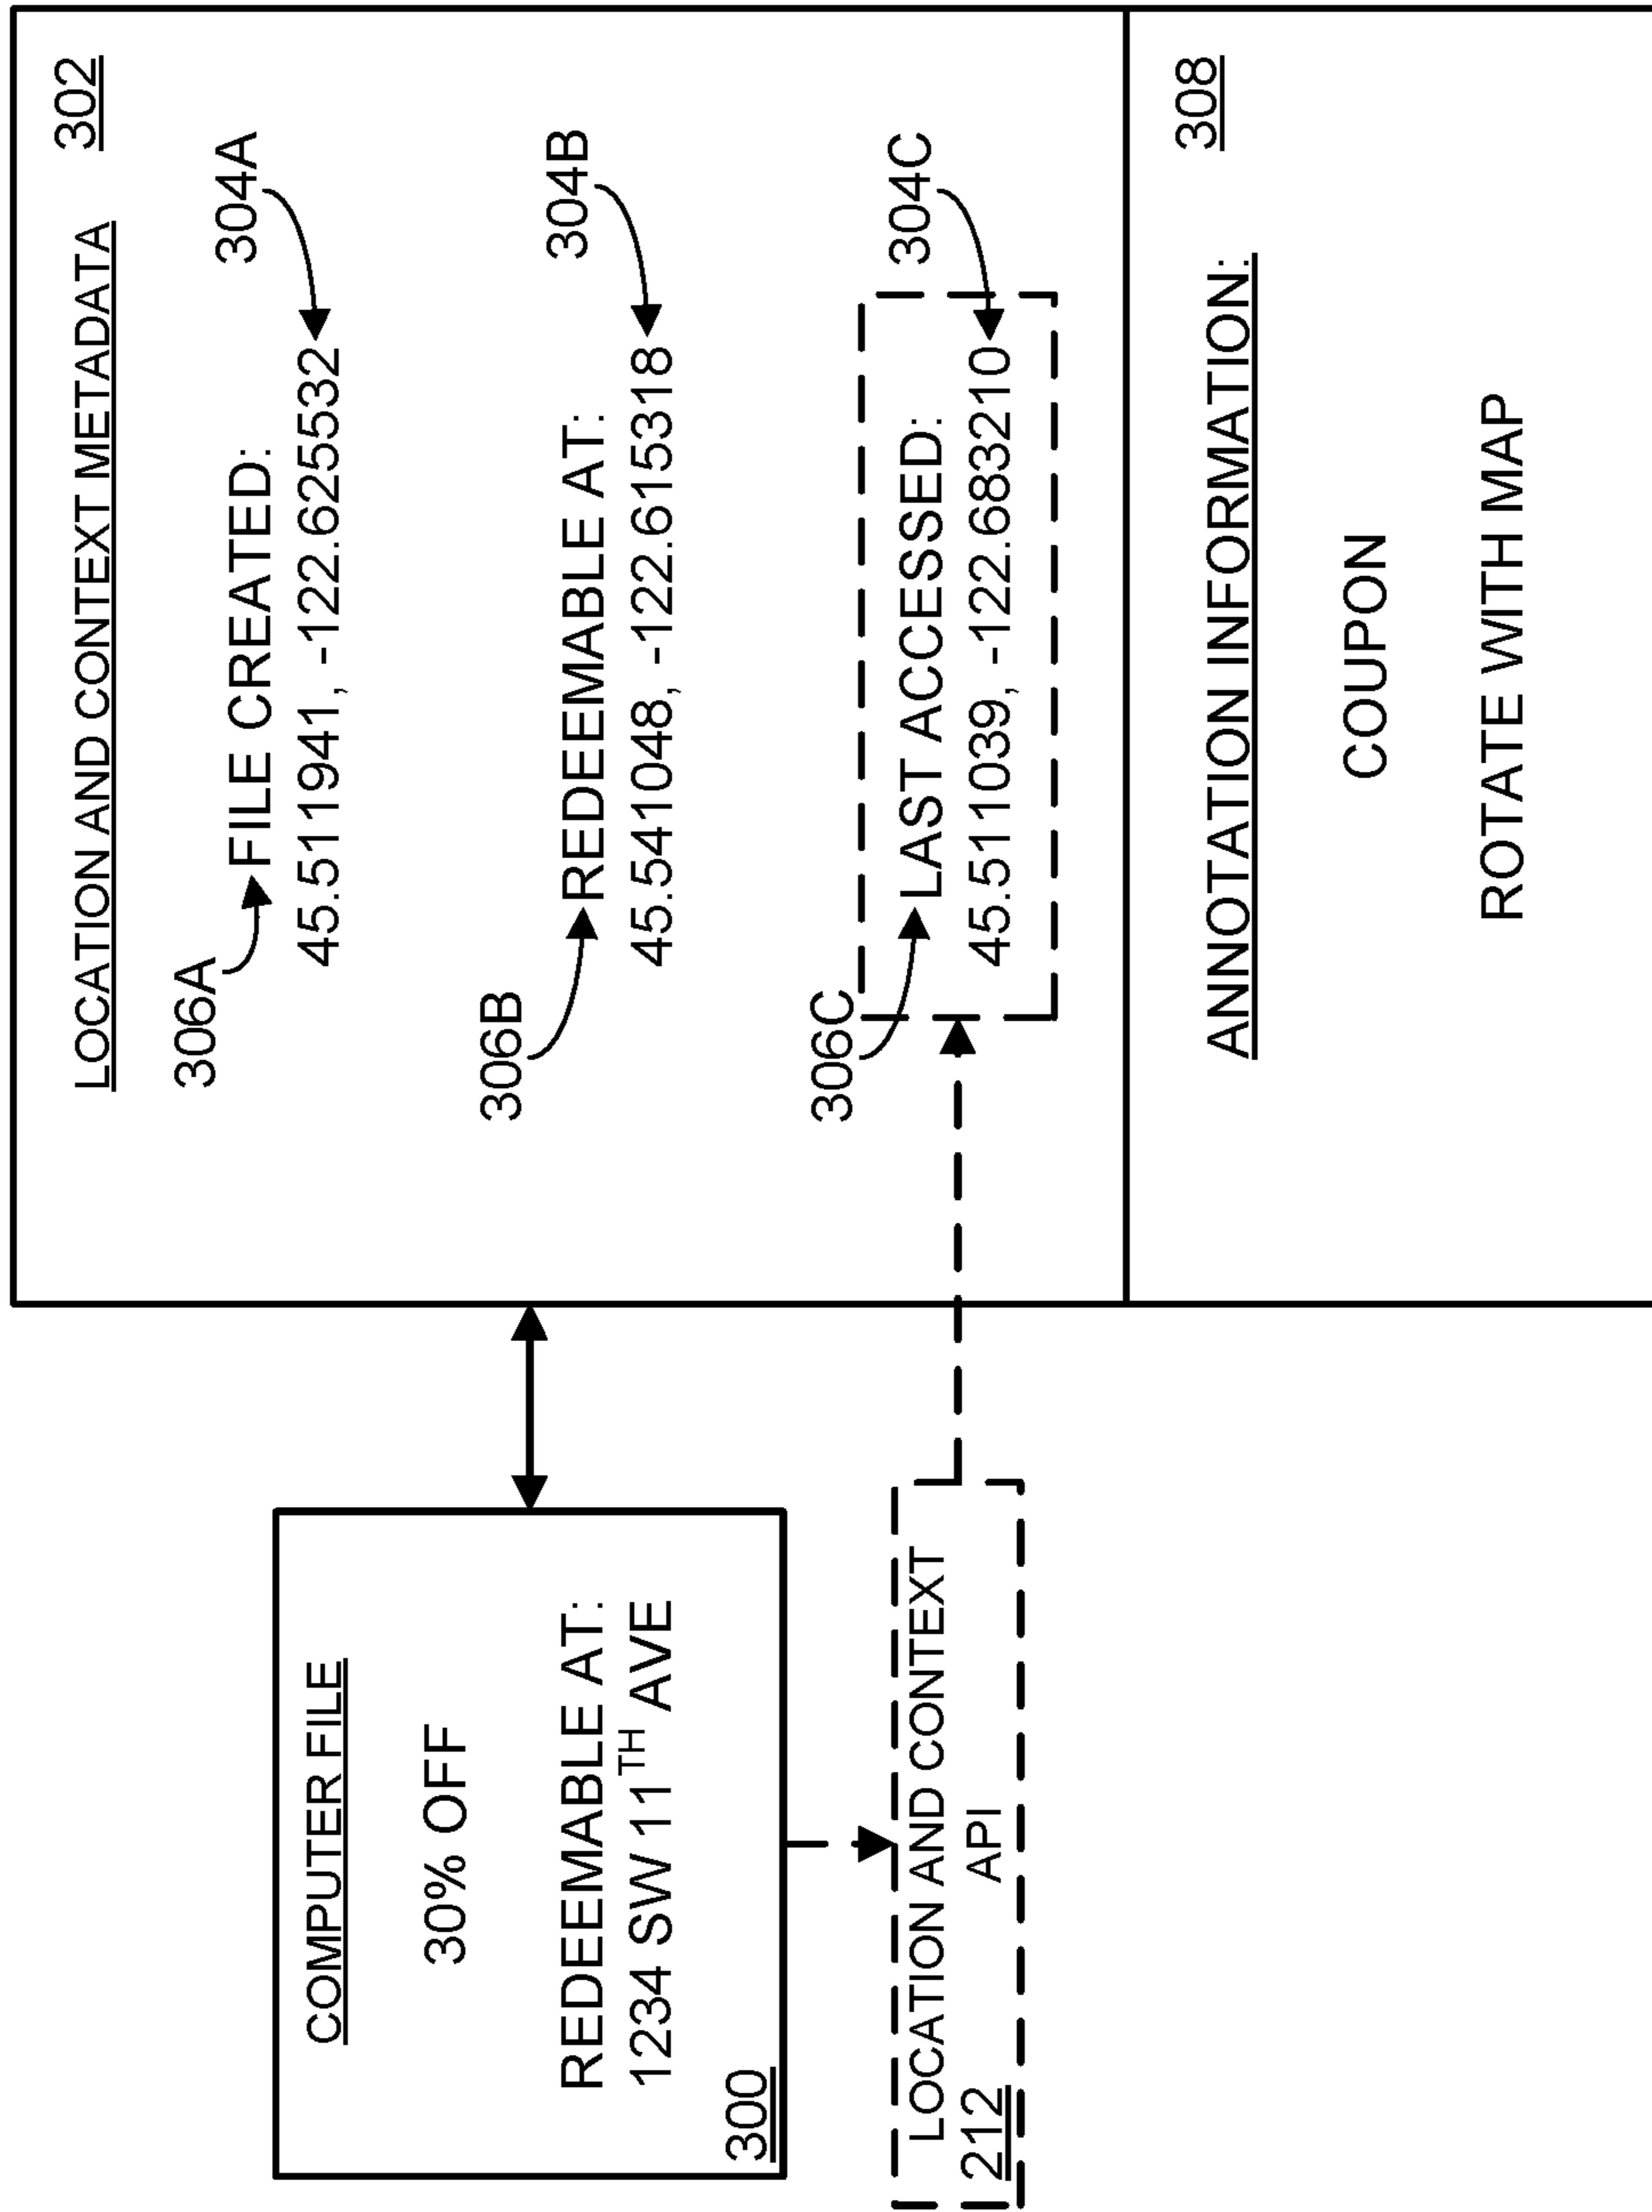 COMPUTER FILE
30% OFF
REDEEMABLE AT:
1234 SW 11TH AVE
300
LOCATION AND CONTEXT
API
212
LOCATION AND CONTEXT METADATA
302
306A
FILE CREATED:
304A
45.511941, -122.6255532
306B
REDEEMABLE AT:
304B
45.541048, -122.615318
306C
LAST ACCESSED:
304C
45.511039, -122.6832210
ANNOTATION INFORMATION:
308
COUPON
ROTATE WITH MAP